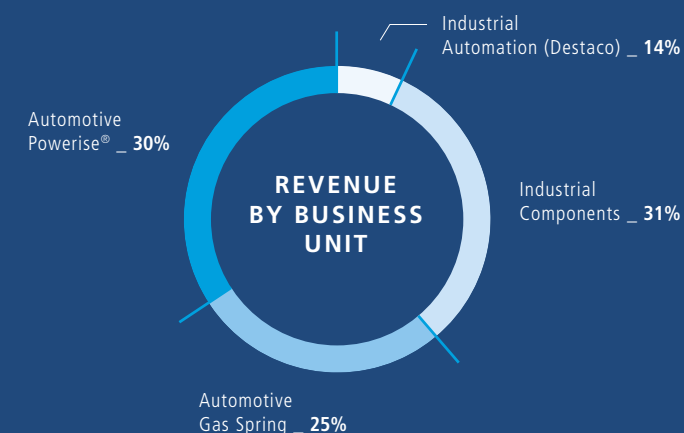 Industrial
Automation (Destaco) _ 14%
Automotive
Powerise® _ 30%
REVENUE
BY BUSINESS
UNIT
Industrial
Components _ 31%
Automotive
Gas Spring _ 25%